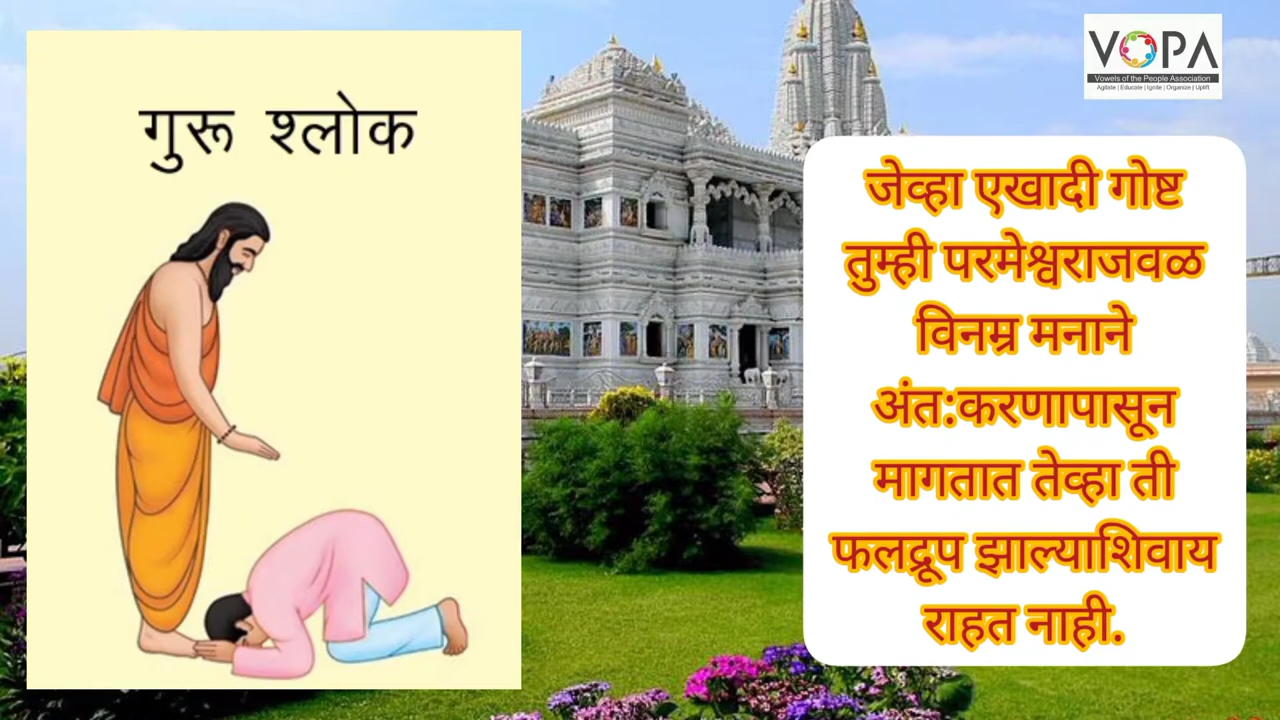 गुरू श्लोक
VOPA
Vowels of the People Association
Agitate | Educate | Ignite | Organize | Uplift
जेव्हा एखादी गोष्ट
तुम्ही परमेश्वराजवळ
विनम्र मनाने
अंत:करणापासून
मागतात तेव्हा ती
फलद्रूप झाल्याशिवाय
राहत नाही.